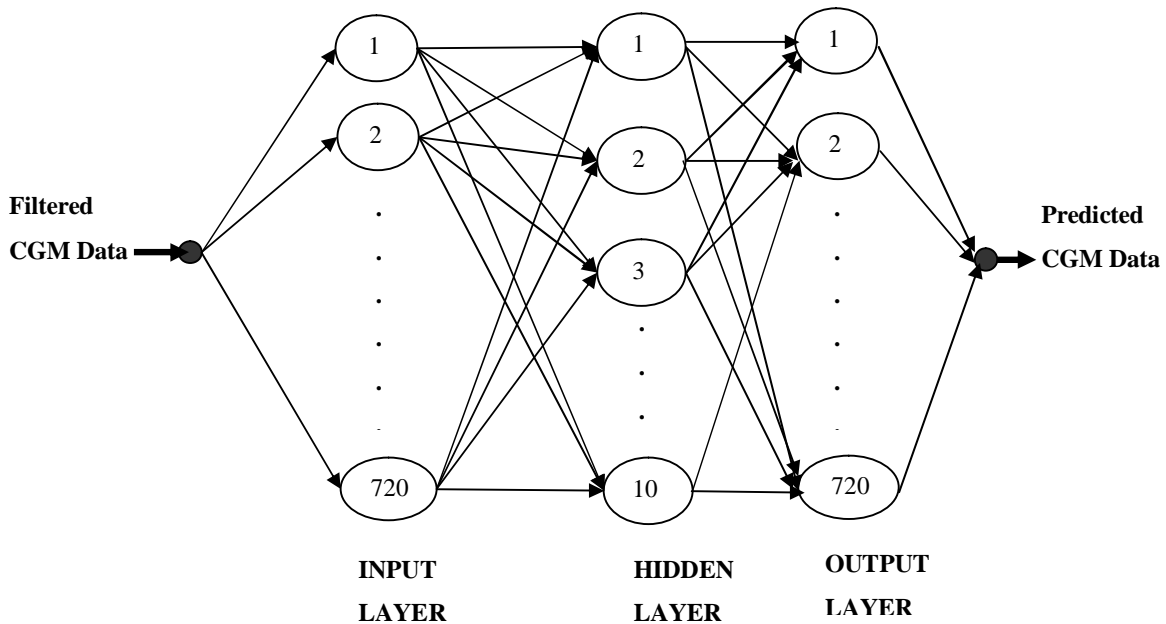 Filtered
CGM Data
1
2
720
INPUT
LAYER
1
2
3
10
HIDDEN
LAYER
1
2
720
OUTPUT
LAYER
Predicted
CGM Data